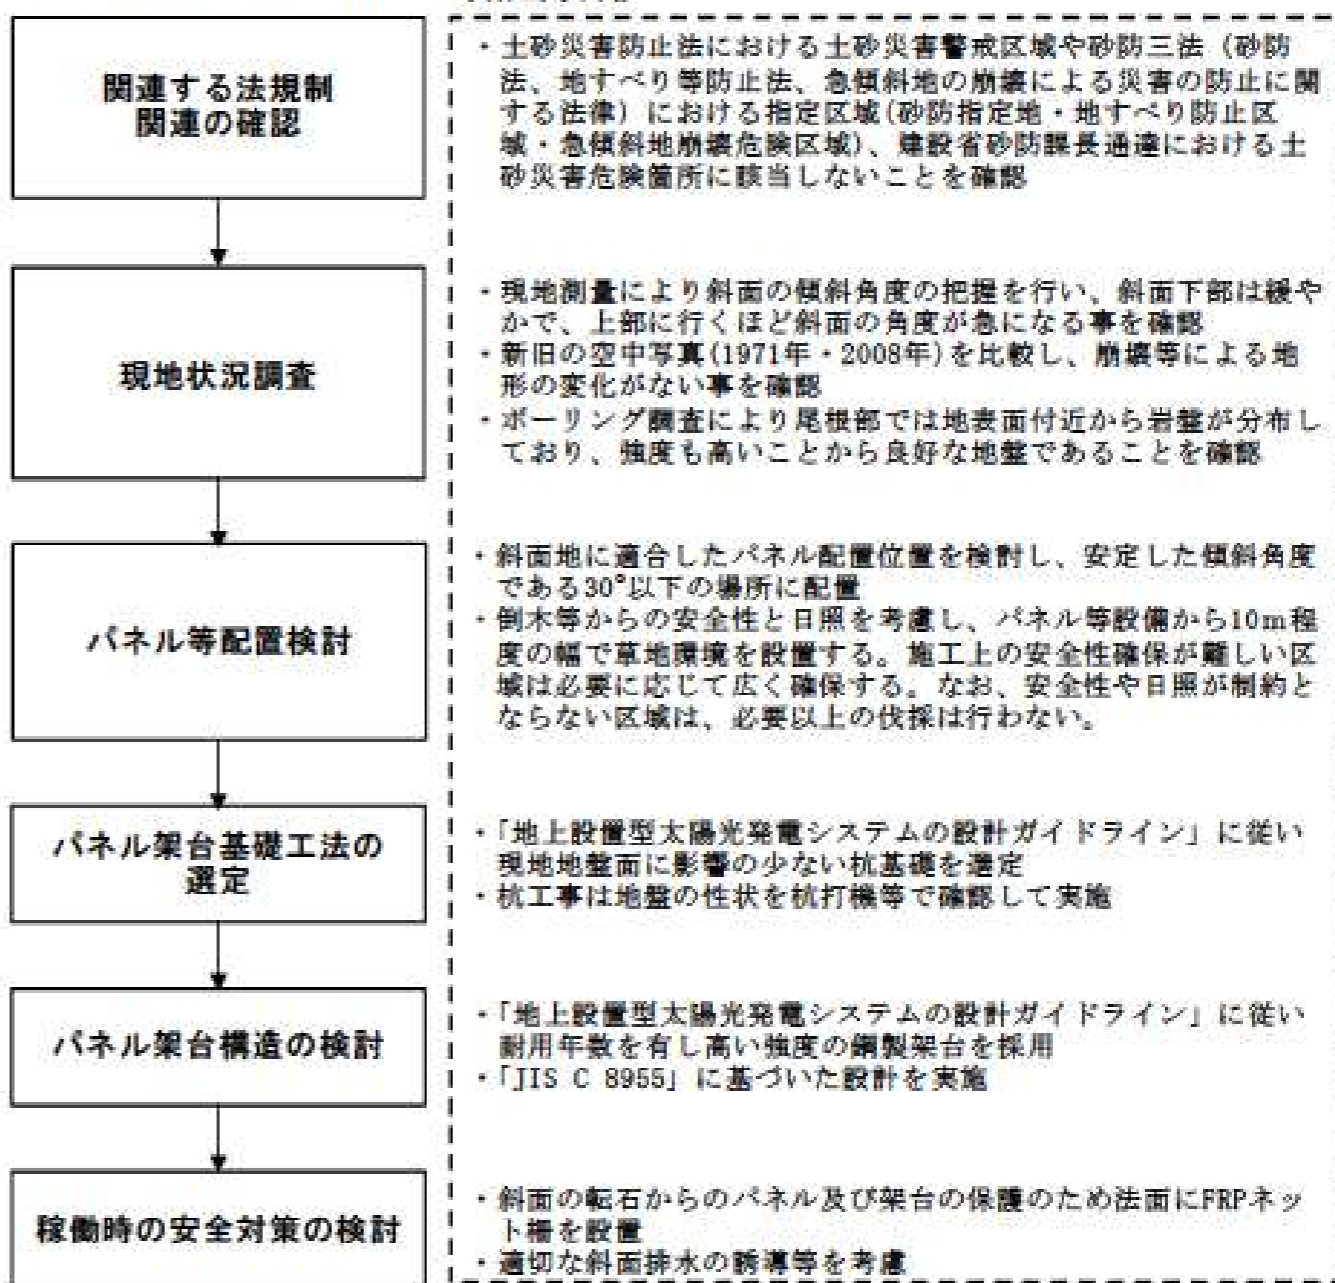 関連する法規制
関連の確認
・土砂災害防止法における土砂災害警戒区域や砂防三法（砂防
法、地すべり等防止法、急傾斜地の崩壊による災害の防止に関
する法律）における指定区域(砂防指定地・地すべり防止区
域・急傾斜地崩壊危険区域)、建設省砂防課長通達における土
砂災害危険箇所に該当しないことを確認
現地状況調査
・現地測量により斜面の傾斜角度の把握を行い、斜面下部は緩や
かで、上部に行くほど斜面の角度が急になる事を確認
・新旧の空中写真(1971年・2008年)を比較し、崩壊等による地
形の変化がない事を確認
・ボーリング調査により尾根部では地表面付近から岩盤が分布し
ており、強度も高いことから良好な地盤であることを確認
パネル等配置検討
・斜面地に適合したパネル配置位置を検討し、安定した傾斜角度
である30°以下の場所に配置
・倒木等からの安全性と日照を考慮し、パネル等設備から10m程
度の幅で草地環境を設置する。施工上の安全性確保が難しい区
域は必要に応じて広く確保する。なお、安全性や日照が制約と
ならない区域は、必要以上の伐採は行わない。
パネル架台基礎工法の
選定
・「地上設置型太陽光発電システムの設計ガイドライン」に従い
現地地盤面に影響の少ない杭基礎を選定
・杭工事は地盤の性状を杭打機等で確認して実施
パネル架台構造の検討
・「地上設置型太陽光発電システムの設計ガイドライン」に従い
耐用年数を有し高い強度の鋼製架台を採用
・「JIS C 8955」に基づいた設計を実施
稼働時の安全対策の検討
・斜面の転石からのパネル及び架台の保護のため法面にFRPネッ
ト柵を設置
・適切な斜面排水の誘導等を考慮